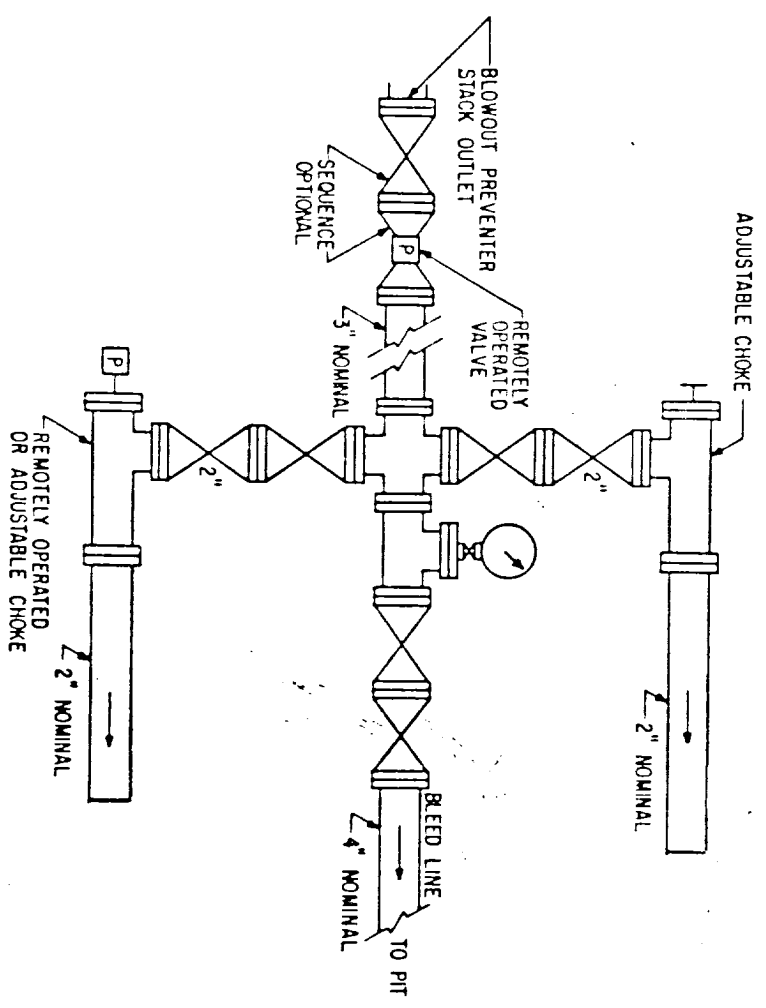 BLOWOUT PREVENTER
STACK OUTLET
SEQUENCE
OPTIONAL
P
REMOTELY
OPERATED
VALVE
3" NOMINAL
ADJUSTABLE CHOKE
2"
2" NOMINAL
P
2"
REMOTELY OPERATED
OR ADJUSTABLE CHOKE
2" NOMINAL
BLEED LINE
4" NOMINAL
TO PIT